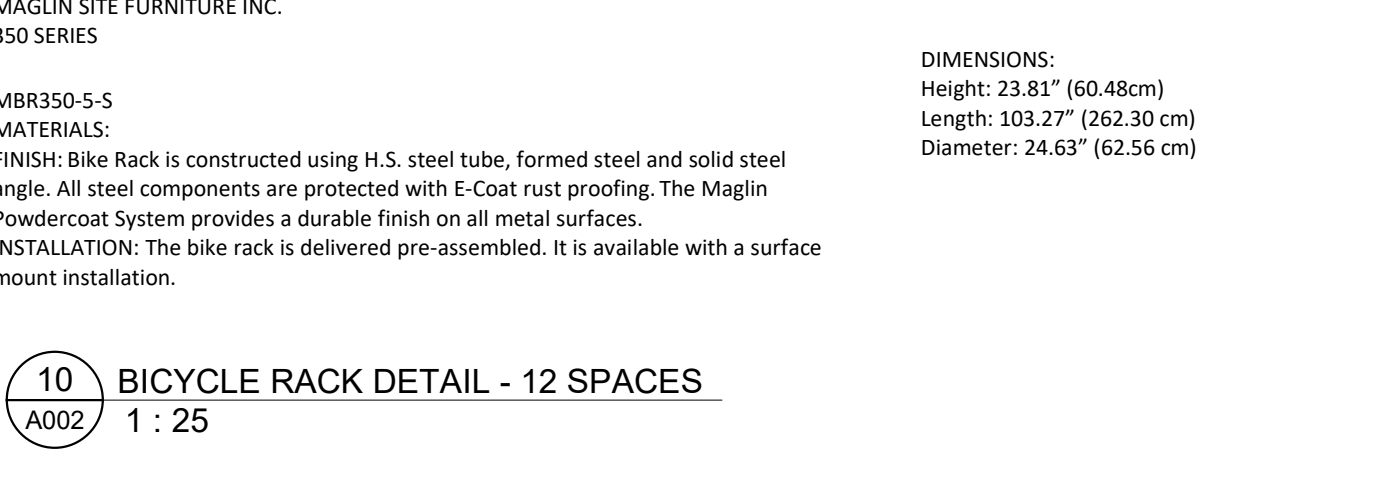 MAGLIN SITE FURNITURE INC.
350 SERIES
MBR350-5-S
MATERIALS:
FINISH: Bike Rack is constructed using H.S. steel tube, formed steel and solid steel
angle. All steel components are protected with E-Coat rust proofing. The Maglin
Powdercoat System provides a durable finish on all metal surfaces.
INSTALLATION: The bike rack is delivered pre-assembled. It is available with a surface
mount installation.
DIMENSIONS:
Height: 23.81” (60.48cm)
Length: 103.27” (262.30 cm)
Diameter: 24.63” (62.56 cm)
10 BICYCLE RACK DETAIL - 12 SPACES
A002 1 : 25